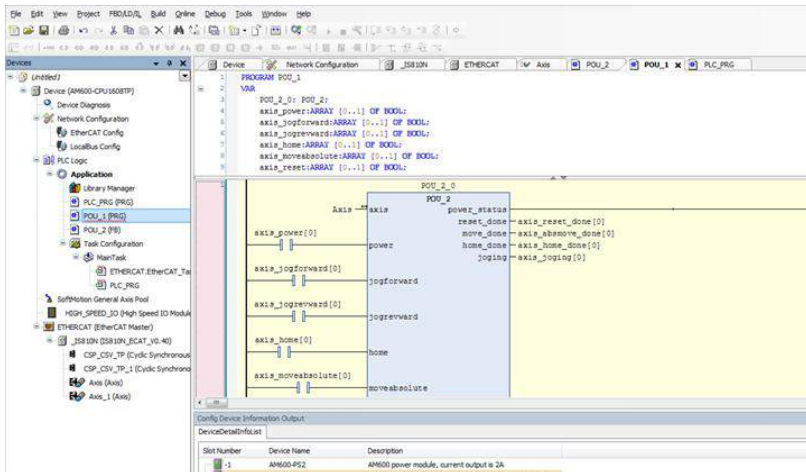 File Edit View Project FBD/LD/IL Build Online Debug Tools Window Help
Devices
Untitled1
Device (AM600-CPU1608TP)
Device Diagnosis
Network Configuration
EtherCAT Config
LocalBus Config
PLC Logic
Application
Library Manager
PLC_PRG (PRG)
POU_1 (PRG)
POU_2 (FB)
Task Configuration
MainTask
ETHERCAT.EtherCAT_Ta
PLC_PRG
SoftMotion General Axis Pool
HIGH_SPEED_IO (High Speed IO Module
ETHERCAT (EtherCAT Master)
_IS810N (IS810N_ECAT_V0.40)
CSP_CSV_TP (Cyclic Synchronous
CSP_CSV_TP_1 (Cyclic Synchrono
Axis (Axis)
Axis_1 (Axis)
Device Network Configuration _IS810N ETHERCAT Axis POU_2 POU_1 PLC_PRG
1 PROGRAM POU_1
2 VAR
3 POU_2_0: POU_2;
4 axis_power:ARRAY [0..1] OF BOOL;
5 axis_jogforward:ARRAY [0..1] OF BOOL;
6 axis_jogrevward:ARRAY [0..1] OF BOOL;
7 axis_home:ARRAY [0..1] OF BOOL;
8 axis_moveabsolute:ARRAY [0..1] OF BOOL;
9 axis_reset:ARRAY [0..1] OF BOOL;
1
POU_2_0
POU_2
Axis axis power_status
reset_done axis_reset_done[0]
axis_power[0] move_done axis_absmove_done[0]
power home_done axis_home_done[0]
joging axis_joging[0]
axis_jogforward[0]
jogforward
axis_jogrevward[0]
jogrevward
axis_home[0]
home
axis_moveabsolute[0]
moveabsolute
Config Device Information Output
DeviceDetailInfoList
Slot Number Device Name Description
-1 AM600-PS2 AM600 power module, current output is 2A